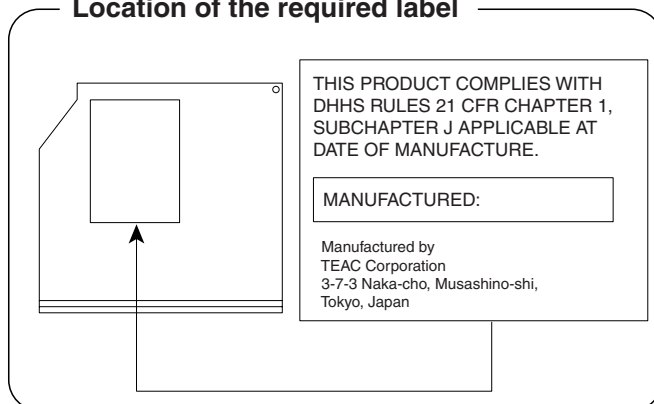 Location of the required label
THIS PRODUCT COMPLIES WITH
DHHS RULES 21 CFR CHAPTER 1,
SUBCHAPTER J APPLICABLE AT
DATE OF MANUFACTURE.
MANUFACTURED:
Manufactured by
TEAC Corporation
3-7-3 Naka-cho, Musashino-shi,
Tokyo, Japan